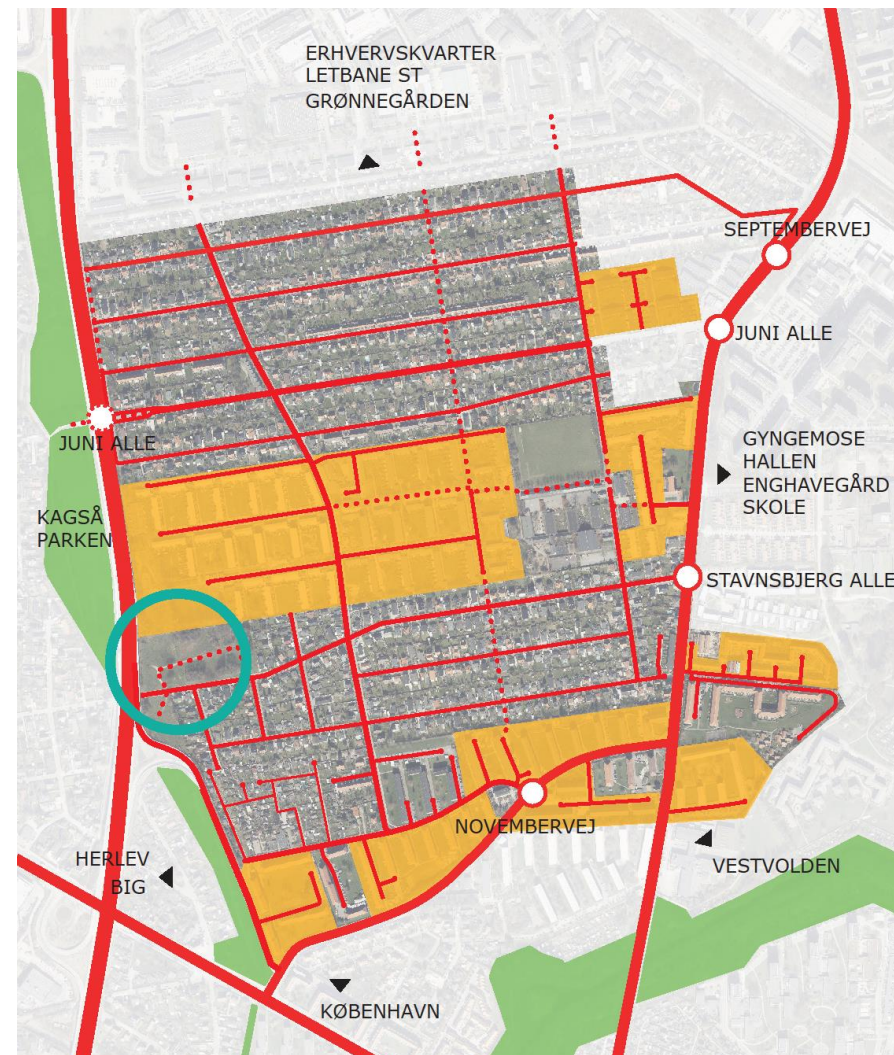 ERHVERVSKVARTER
LETBANE ST
GRØNNEGÅRDEN
SEPTEMBERVEJ
JUNI ALLE
JUNI ALLE
GYNGEMOSE
HALLEN
ENGHAVEGÅRD
SKOLE
KAGSÅ
PARKEN
STAVNSBJERG ALLE
NOVEMBERVEJ
HERLEV
BIG
VESTVOLDEN
KØBENHAVN